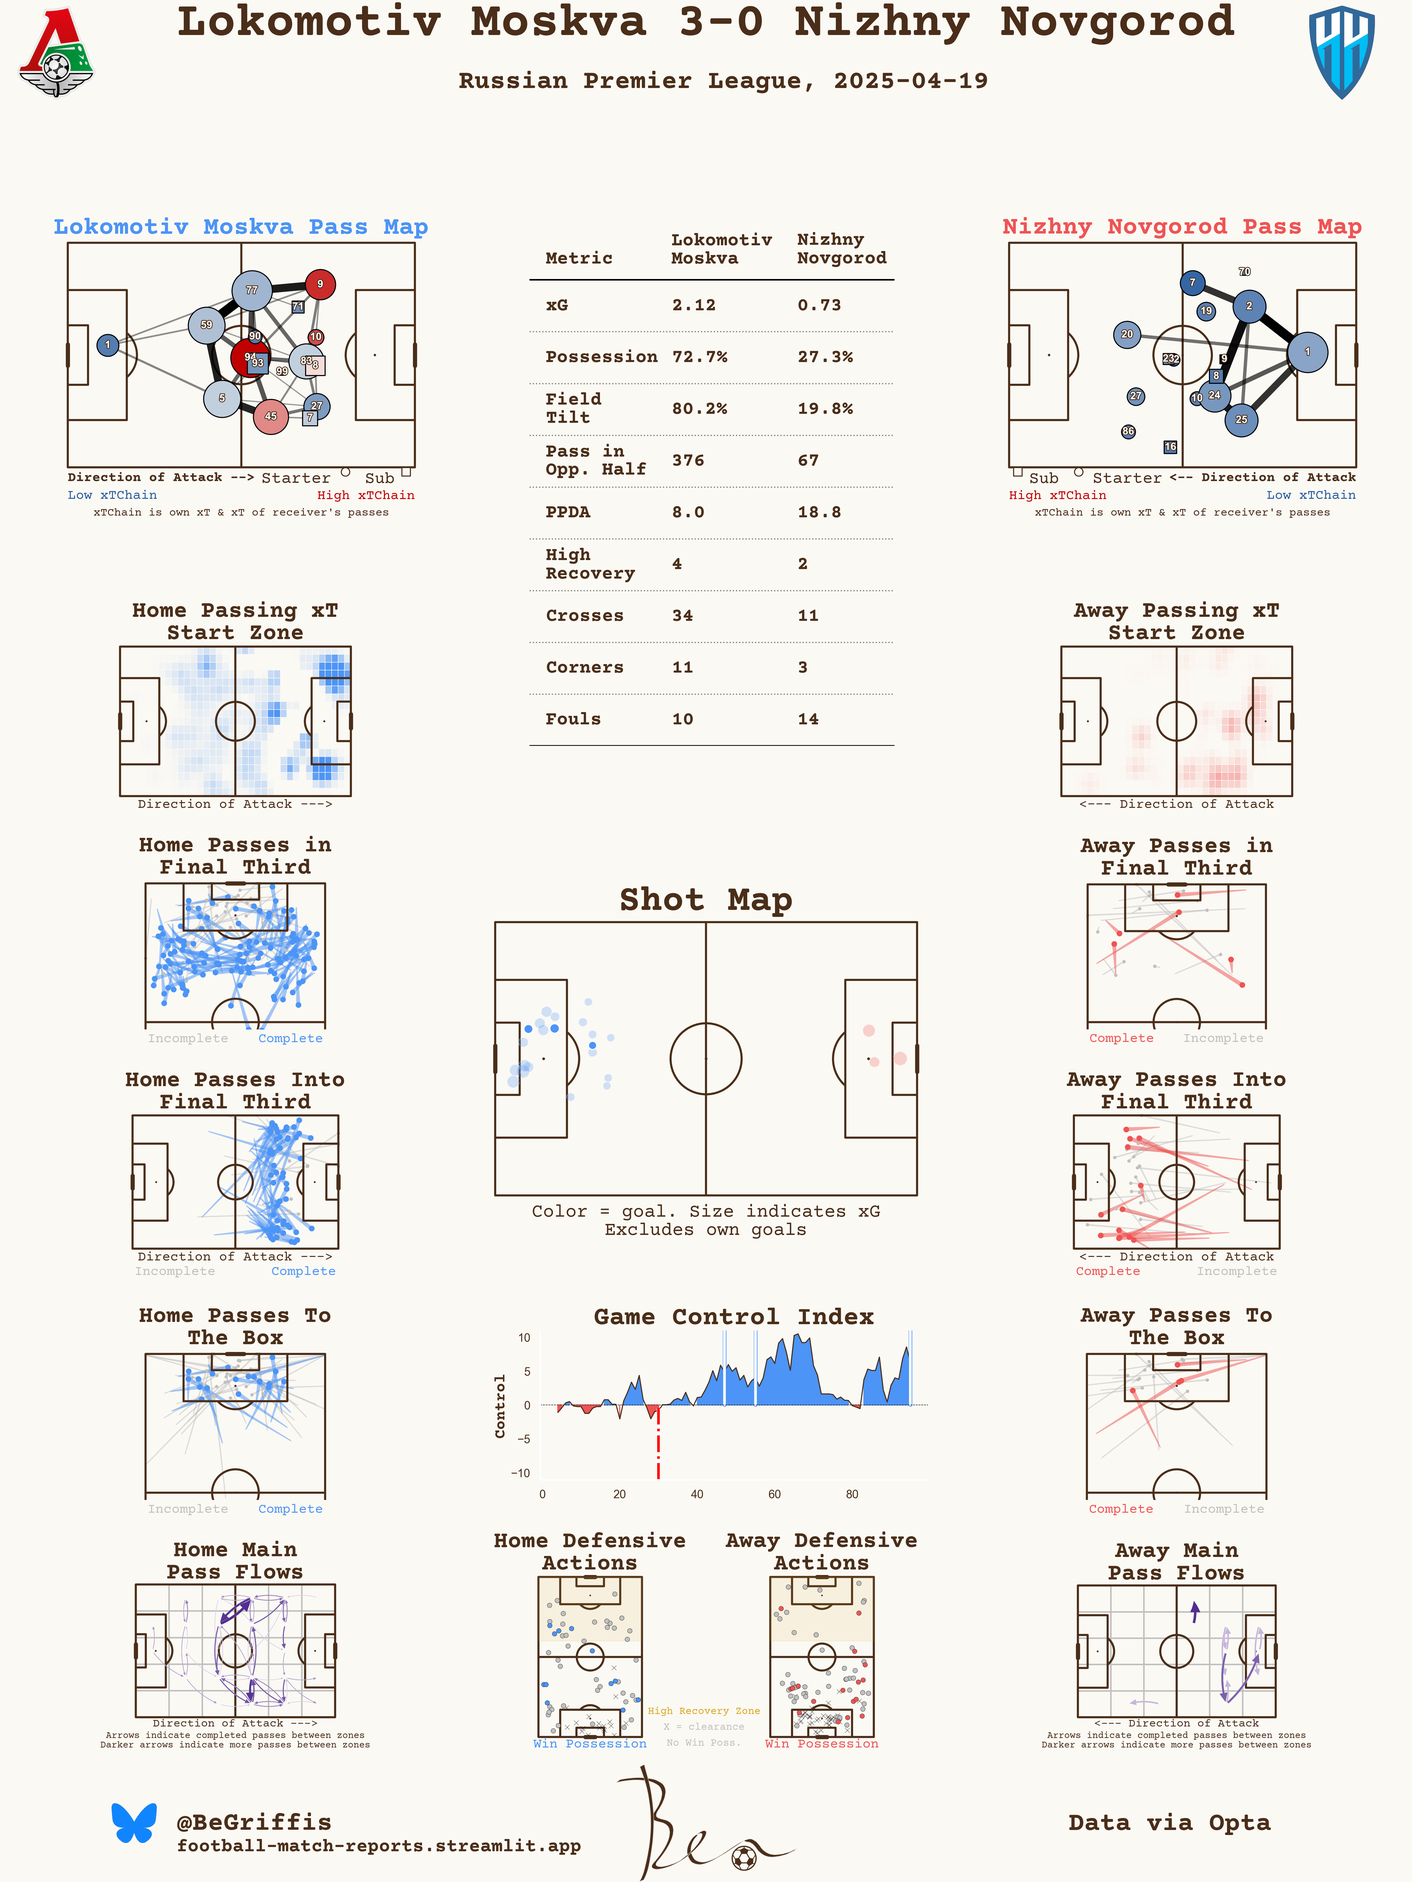 Lokomotiv Moskva 3-0 Nizhny Novgorod
Russian Premier League, 2025-04-19
Lokomotiv Moskva Pass Map
1
77
9
71
59
90
10
93
83
8
99
5
45
27
7
Direction of Attack --> Starter Sub
Low xTChain High xTChain
xTChain is own xT & xT of receiver's passes
Metric Lokomotiv Moskva Nizhny Novgorod
xG 2.12 0.73
Possession 72.7% 27.3%
Field Tilt 80.2% 19.8%
Pass in Opp. Half 376 67
PPDA 8.0 18.8
High Recovery 4 2
Crosses 34 11
Corners 11 3
Fouls 10 14
Nizhny Novgorod Pass Map
70
7
2
19
20
1
23
9
8
27
10
24
25
86
16
Sub Starter <-- Direction of Attack
High xTChain Low xTChain
xTChain is own xT & xT of receiver's passes
Home Passing xT
Start Zone
Direction of Attack --->
Away Passing xT
Start Zone
<--- Direction of Attack
Home Passes in
Final Third
Incomplete Complete
Away Passes in
Final Third
Complete Incomplete
Shot Map
Color = goal. Size indicates xG
Excludes own goals
Home Passes Into
Final Third
Direction of Attack --->
Incomplete Complete
Away Passes Into
Final Third
<--- Direction of Attack
Complete Incomplete
Home Passes To
The Box
Incomplete Complete
Game Control Index
Control
10
5
0
−5
−10
0 20 40 60 80
Away Passes To
The Box
Complete Incomplete
Home Main
Pass Flows
Direction of Attack --->
Arrows indicate completed passes between zones
Darker arrows indicate more passes between zones
Home Defensive
Actions
Win Possession
High Recovery Zone
X = clearance
No Win Poss.
Away Defensive
Actions
Win Possession
Away Main
Pass Flows
<--- Direction of Attack
Arrows indicate completed passes between zones
Darker arrows indicate more passes between zones
@BeGriffis
football-match-reports.streamlit.app
Ben
Data via Opta